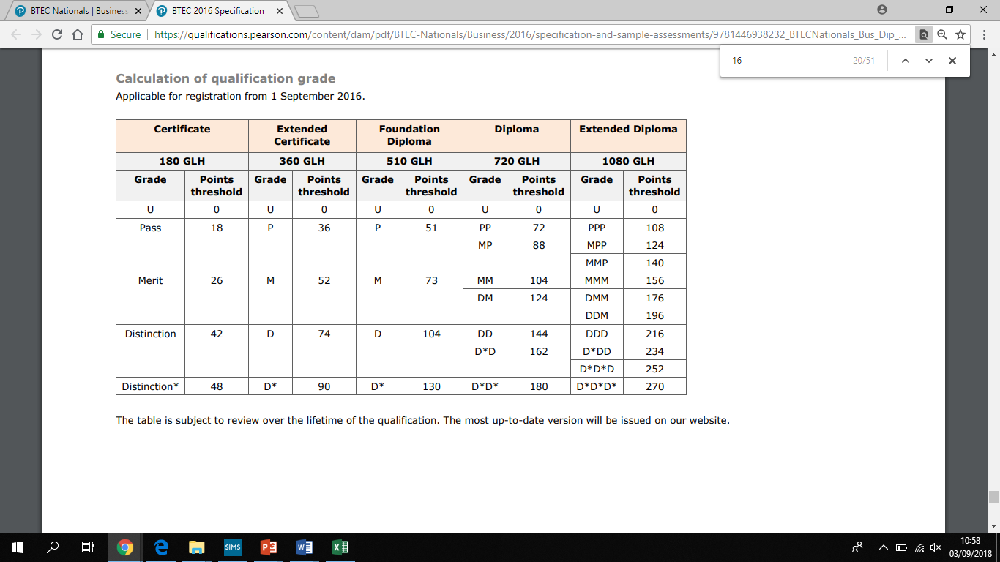 BTEC Nationals | Business
BTEC 2016 Specification
Secure | https://qualifications.pearson.com/content/dam/pdf/BTEC-Nationals/Business/2016/specification-and-sample-assessments/9781446938232_BTECNationals_Bus_Dip_...
16 20/51
Calculation of qualification grade
Applicable for registration from 1 September 2016.
Certificate Extended Certificate Foundation Diploma Diploma Extended Diploma
180 GLH 360 GLH 510 GLH 720 GLH 1080 GLH
Grade Points threshold Grade Points threshold Grade Points threshold Grade Points threshold Grade Points threshold
U 0 U 0 U 0 U 0 U 0
Pass 18 P 36 P 51 PP 72 PPP 108
MP 88 MPP 124
MMP 140
Merit 26 M 52 M 73 MM 104 MMM 156
DM 124 DMM 176
DDM 196
Distinction 42 D 74 D 104 DD 144 DDD 216
D*D 162 D*DD 234
D*D*D 252
Distinction* 48 D* 90 D* 130 D*D* 180 D*D*D* 270
The table is subject to review over the lifetime of the qualification. The most up-to-date version will be issued on our website.
SIMS
10:58
03/09/2018